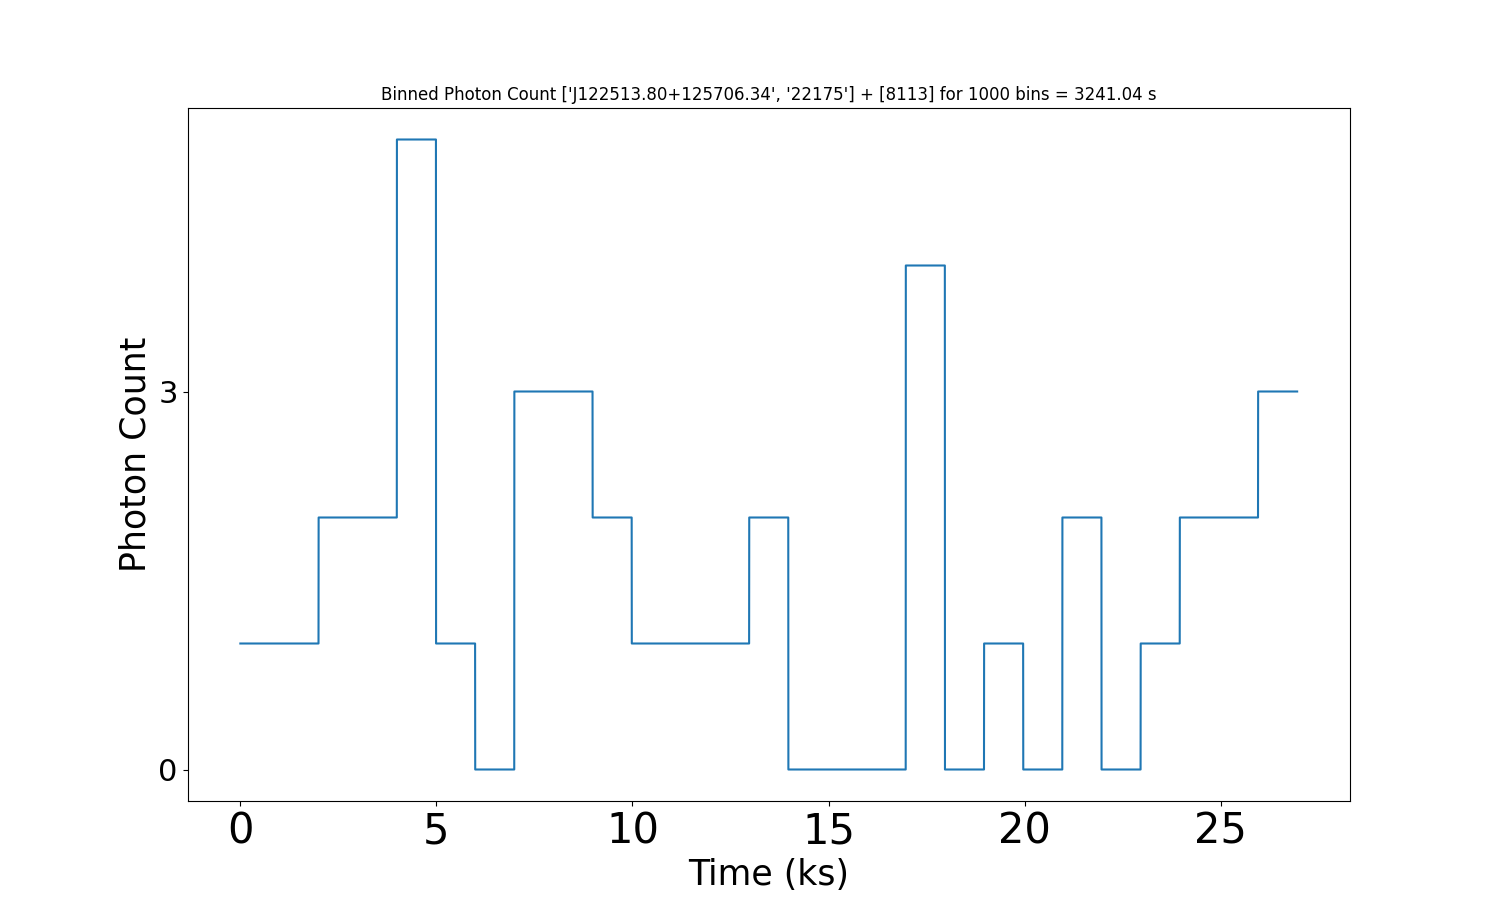 Binned Photon Count ['J122513.80+125706.34', '22175'] + [8113] for 1000 bins = 3241.04 s
Photon Count
3
0
0 5 10 15 20 25
Time (ks)